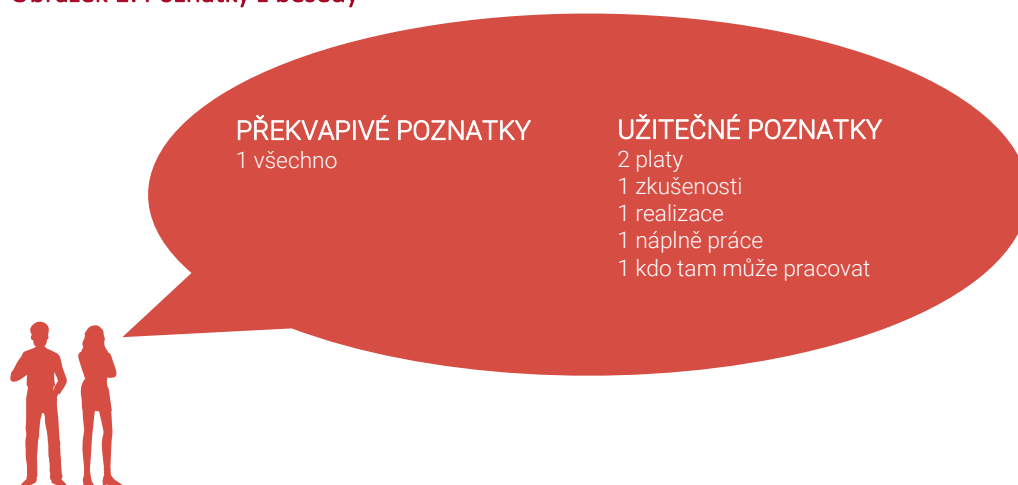 PŘEKVAPIVÉ POZNATKY
1 všechno
UŽITEČNÉ POZNATKY
2 platy
1 zkušenosti
1 realizace
1 náplně práce
1 kdo tam může pracovat